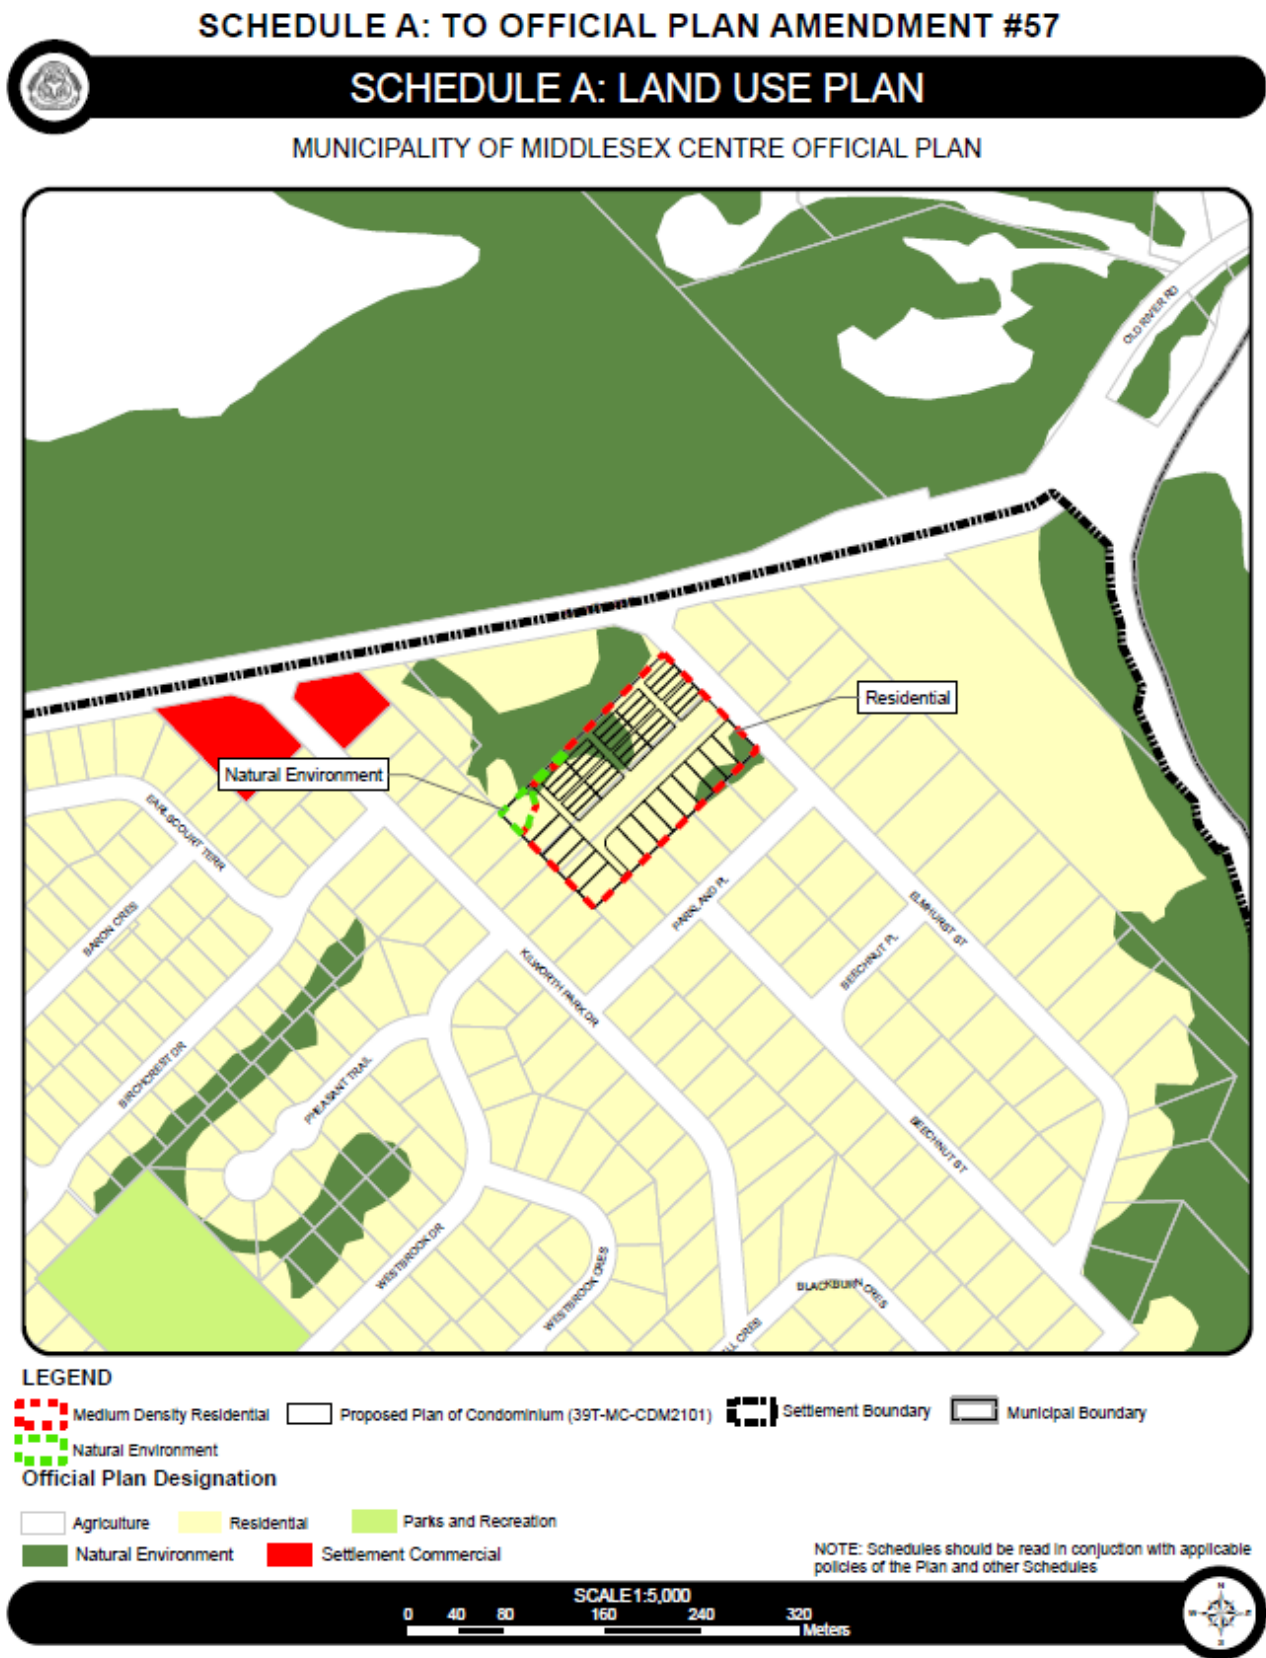 SCHEDULE A: TO OFFICIAL PLAN AMENDMENT #57
SCHEDULE A: LAND USE PLAN
MUNICIPALITY OF MIDDLESEX CENTRE OFFICIAL PLAN
OLD RIVER RD
Residential
Natural Environment
EARLSCOURT TERR
BARON CRES
PARKLAND PL
ELMHURST ST
BEECHNUT PL
KILWORTH PARK DR
BIRCHCREST DR
PHEASANT TRAIL
BEECHNUT ST
WESTBROOK DR
WESTBROOK CRES
BLACKBURN CRES
LL CRES
LEGEND
Medium Density Residential
Proposed Plan of Condominium (39T-MC-CDM2101)
Settlement Boundary
Municipal Boundary
Natural Environment
Official Plan Designation
Agriculture
Residential
Parks and Recreation
Natural Environment
Settlement Commercial
NOTE: Schedules should be read in conjuction with applicable
policies of the Plan and other Schedules
SCALE 1:5,000
0 40 80 160 240 320
Meters
N
W E
S